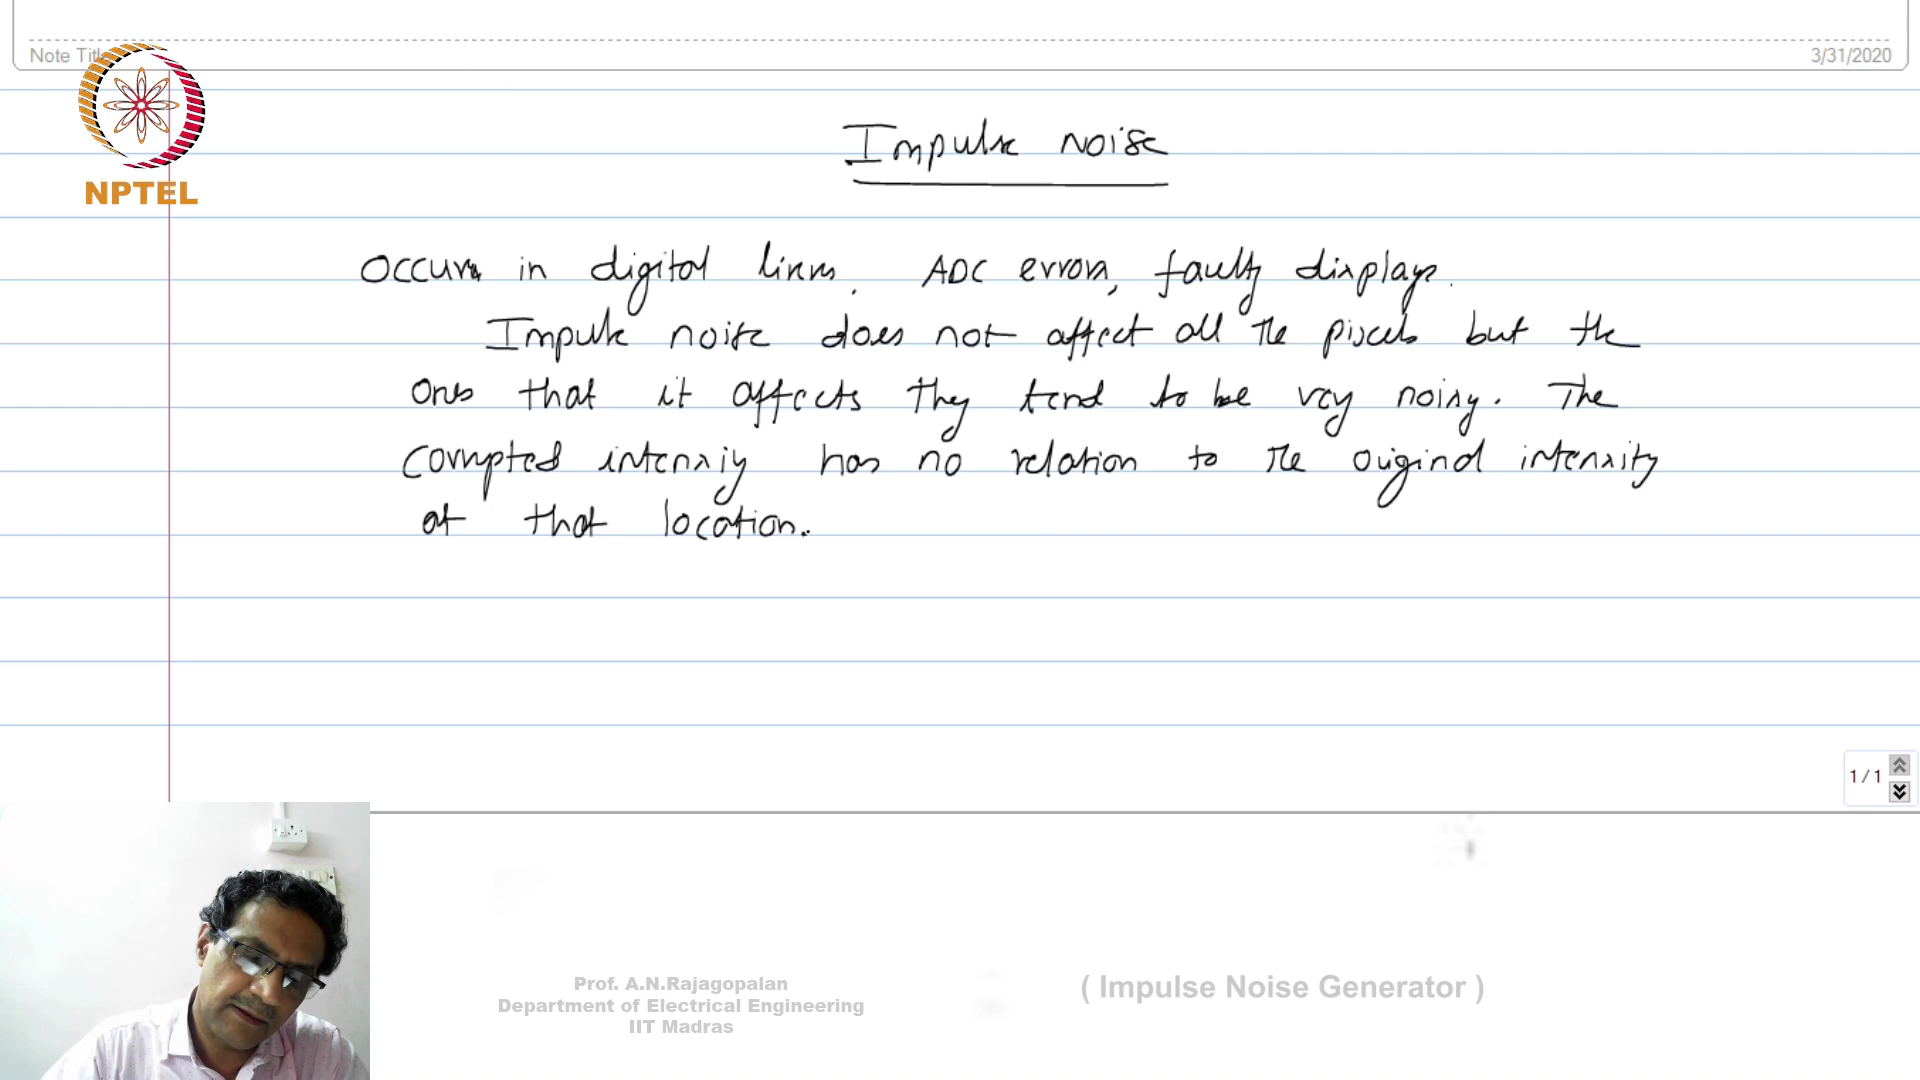 Note Title
3/31/2020
NPTEL
Impulse noise
Occurs in digital links. ADC errors, faulty displays.
Impulse noise does not affect all the pixels but the
ones that it affects they tend to be very noisy. The
corrupted intensiy has no relation to the original intensity
at that location.
1 / 1
Prof. A.N.Rajagopalan
Department of Electrical Engineering
IIT Madras
( Impulse Noise Generator )